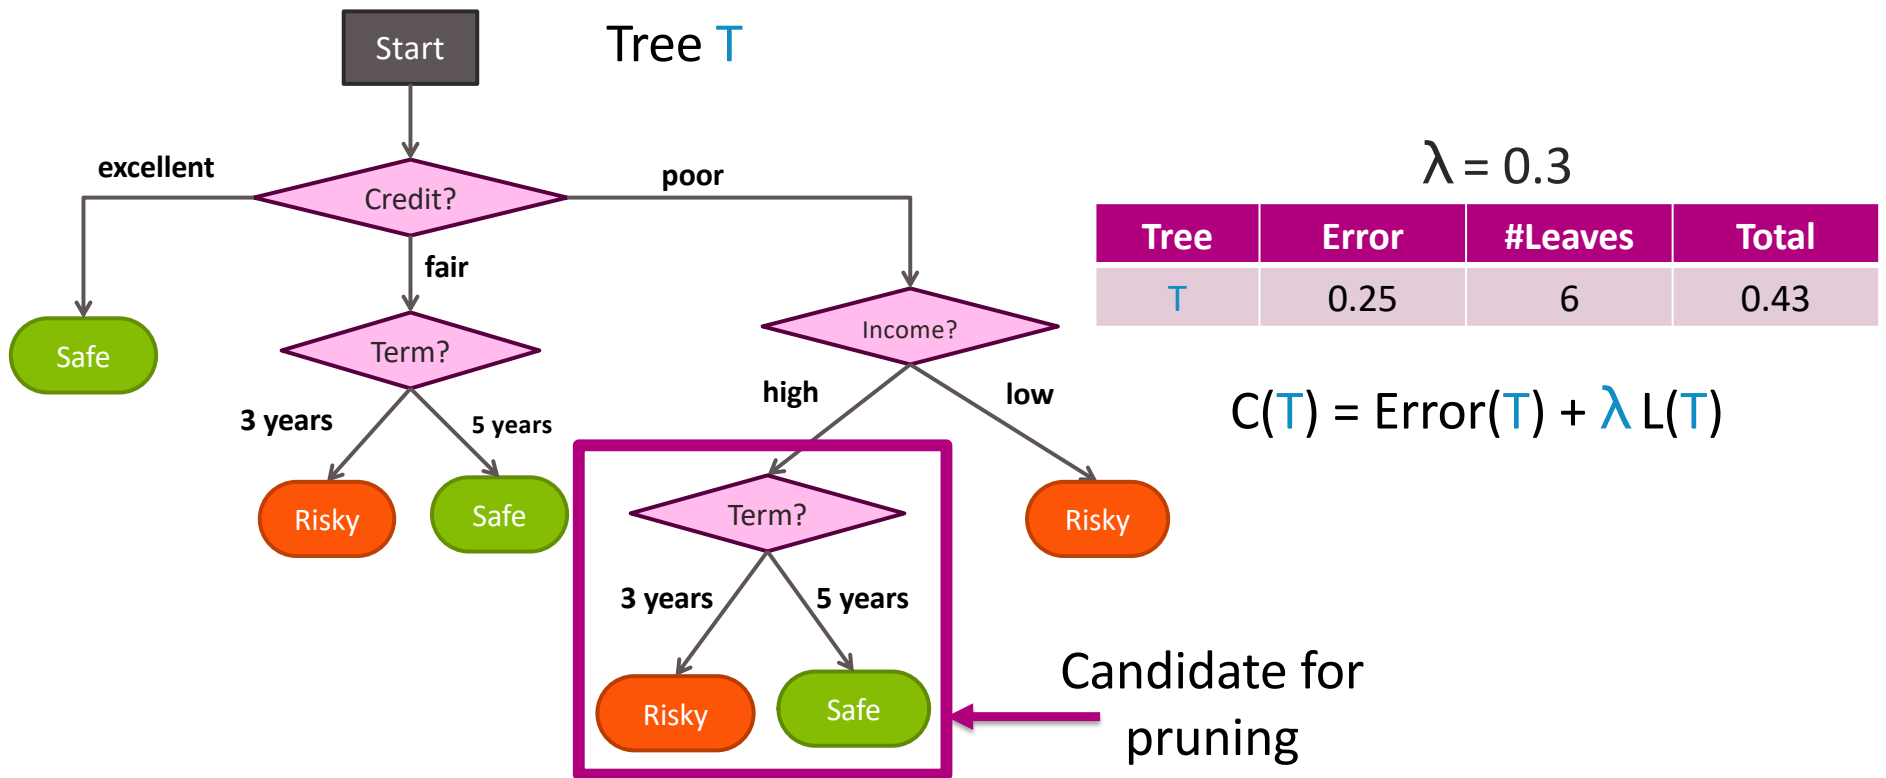 Start
Tree T
excellent
Credit?
poor
fair
Safe
Term?
Income?
3 years
5 years
high
low
Risky
Safe
Term?
Risky
3 years
5 years
Risky
Safe
Candidate for
pruning
λ = 0.3
Tree Error #Leaves Total
T 0.25 6 0.43
C(T) = Error(T) + λ L(T)